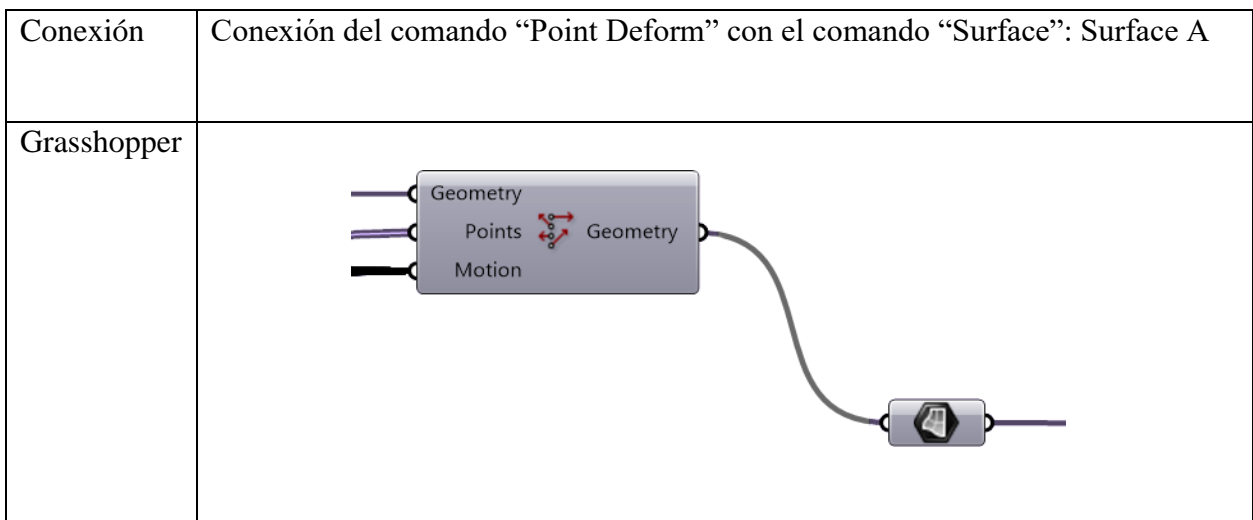 Conexión
Conexión del comando “Point Deform” con el comando “Surface”: Surface A
Grasshopper
Geometry
Points
Geometry
Motion